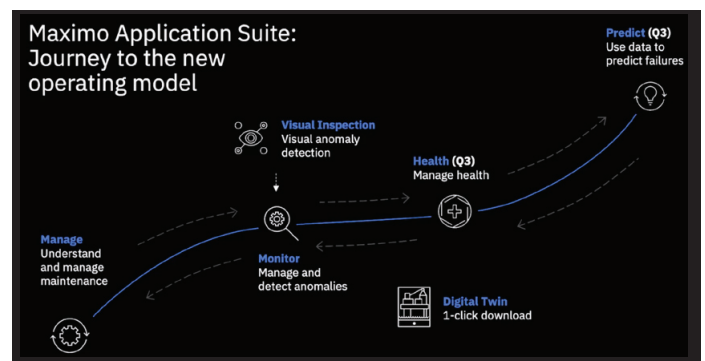 Maximo Application Suite:
Journey to the new
operating model
Predict (Q3)
Use data to
predict failures
Visual Inspection
Visual anomaly
detection
Health (Q3)
Manage health
Manage
Understand
and manage
maintenance
Monitor
Manage and
detect anomalies
Digital Twin
1-click download